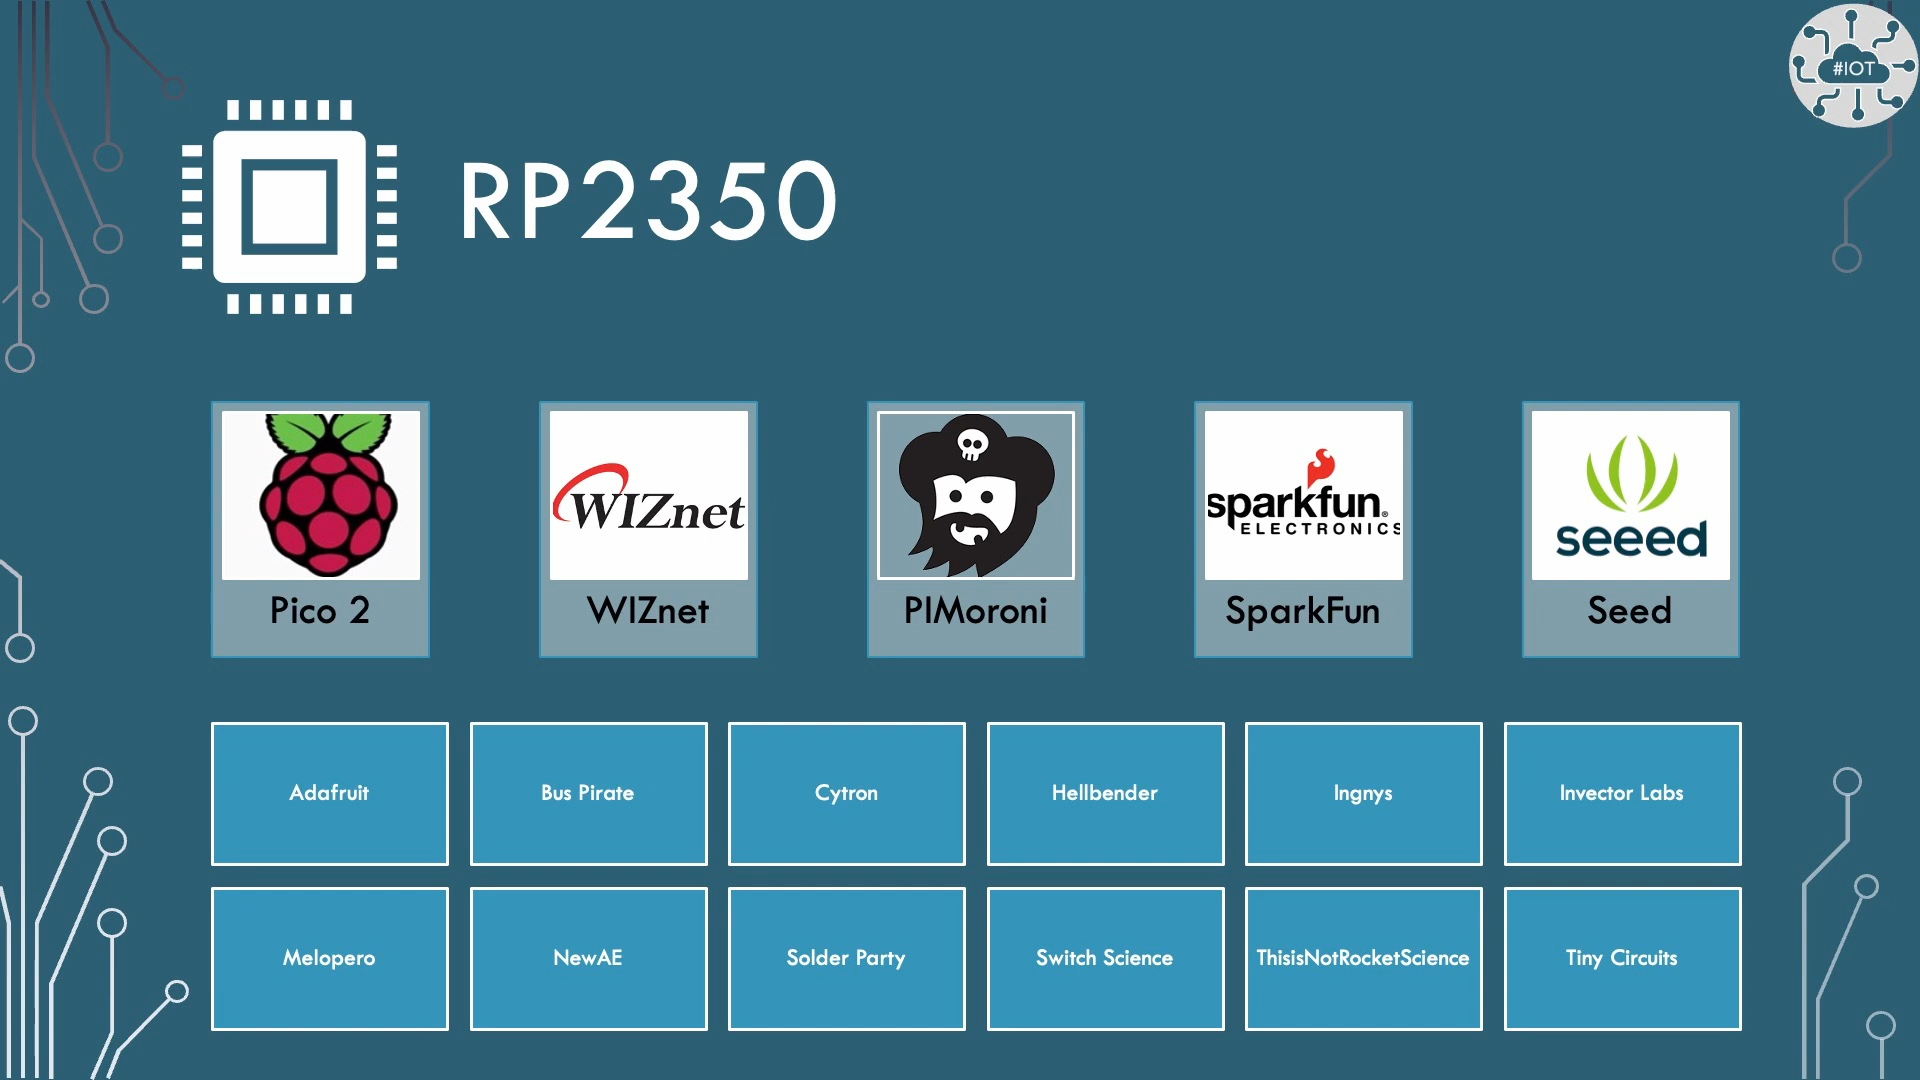 #IOT
RP2350
WIZnet
sparkfun®
ELECTRONICS
seeed
Pico 2
WIZnet
PIMoroni
SparkFun
Seed
Adafruit
Bus Pirate
Cytron
Hellbender
Ingnys
Invector Labs
Melopero
NewAE
Solder Party
Switch Science
ThisisNotRocketScience
Tiny Circuits